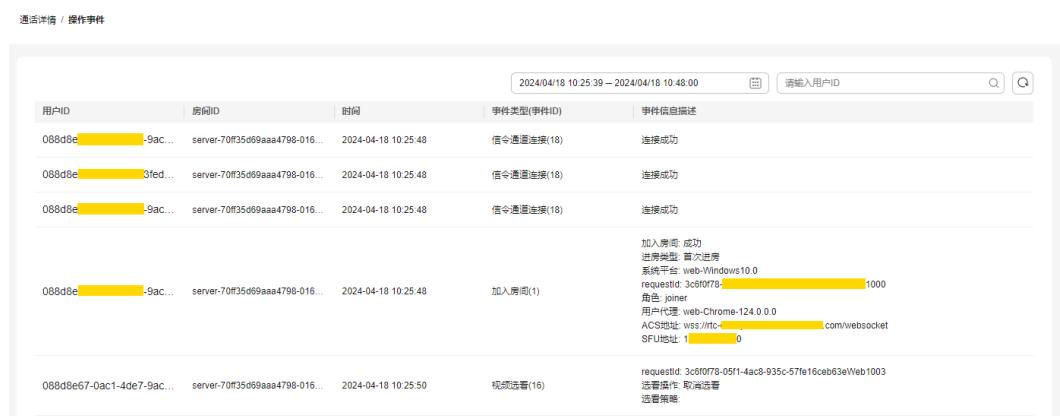 通话详情 / 操作事件
2024/04/18 10:25:39 – 2024/04/18 10:48:00 请输入用户ID
用户ID 房间ID 时间 事件类型(事件ID) 事件信息描述
088d8e -9ac... server-70ff35d69aaa4798-016... 2024-04-18 10:25:48 信令通道连接(18) 连接成功
088d8e 3fed... server-70ff35d69aaa4798-016... 2024-04-18 10:25:48 信令通道连接(18) 连接成功
088d8e -9ac... server-70ff35d69aaa4798-016... 2024-04-18 10:25:48 信令通道连接(18) 连接成功
加入房间: 成功
进房类型: 首次进房
系统平台: web-Windows10.0
requestId: 3c6f0f78- 1000
088d8e -9ac... server-70ff35d69aaa4798-016... 2024-04-18 10:25:48 加入房间(1)
角色: joiner
用户代理: web-Chrome-124.0.0.0
ACS地址: wss://rtc- .com/websocket
SFU地址: 1 0
requestId: 3c6f0f78-05f1-4ac8-935c-57fe16ceb63eWeb1003
088d8e67-0ac1-4de7-9ac... server-70ff35d69aaa4798-016... 2024-04-18 10:25:50 视频选看(16) 选看操作: 取消选看
选看策略: